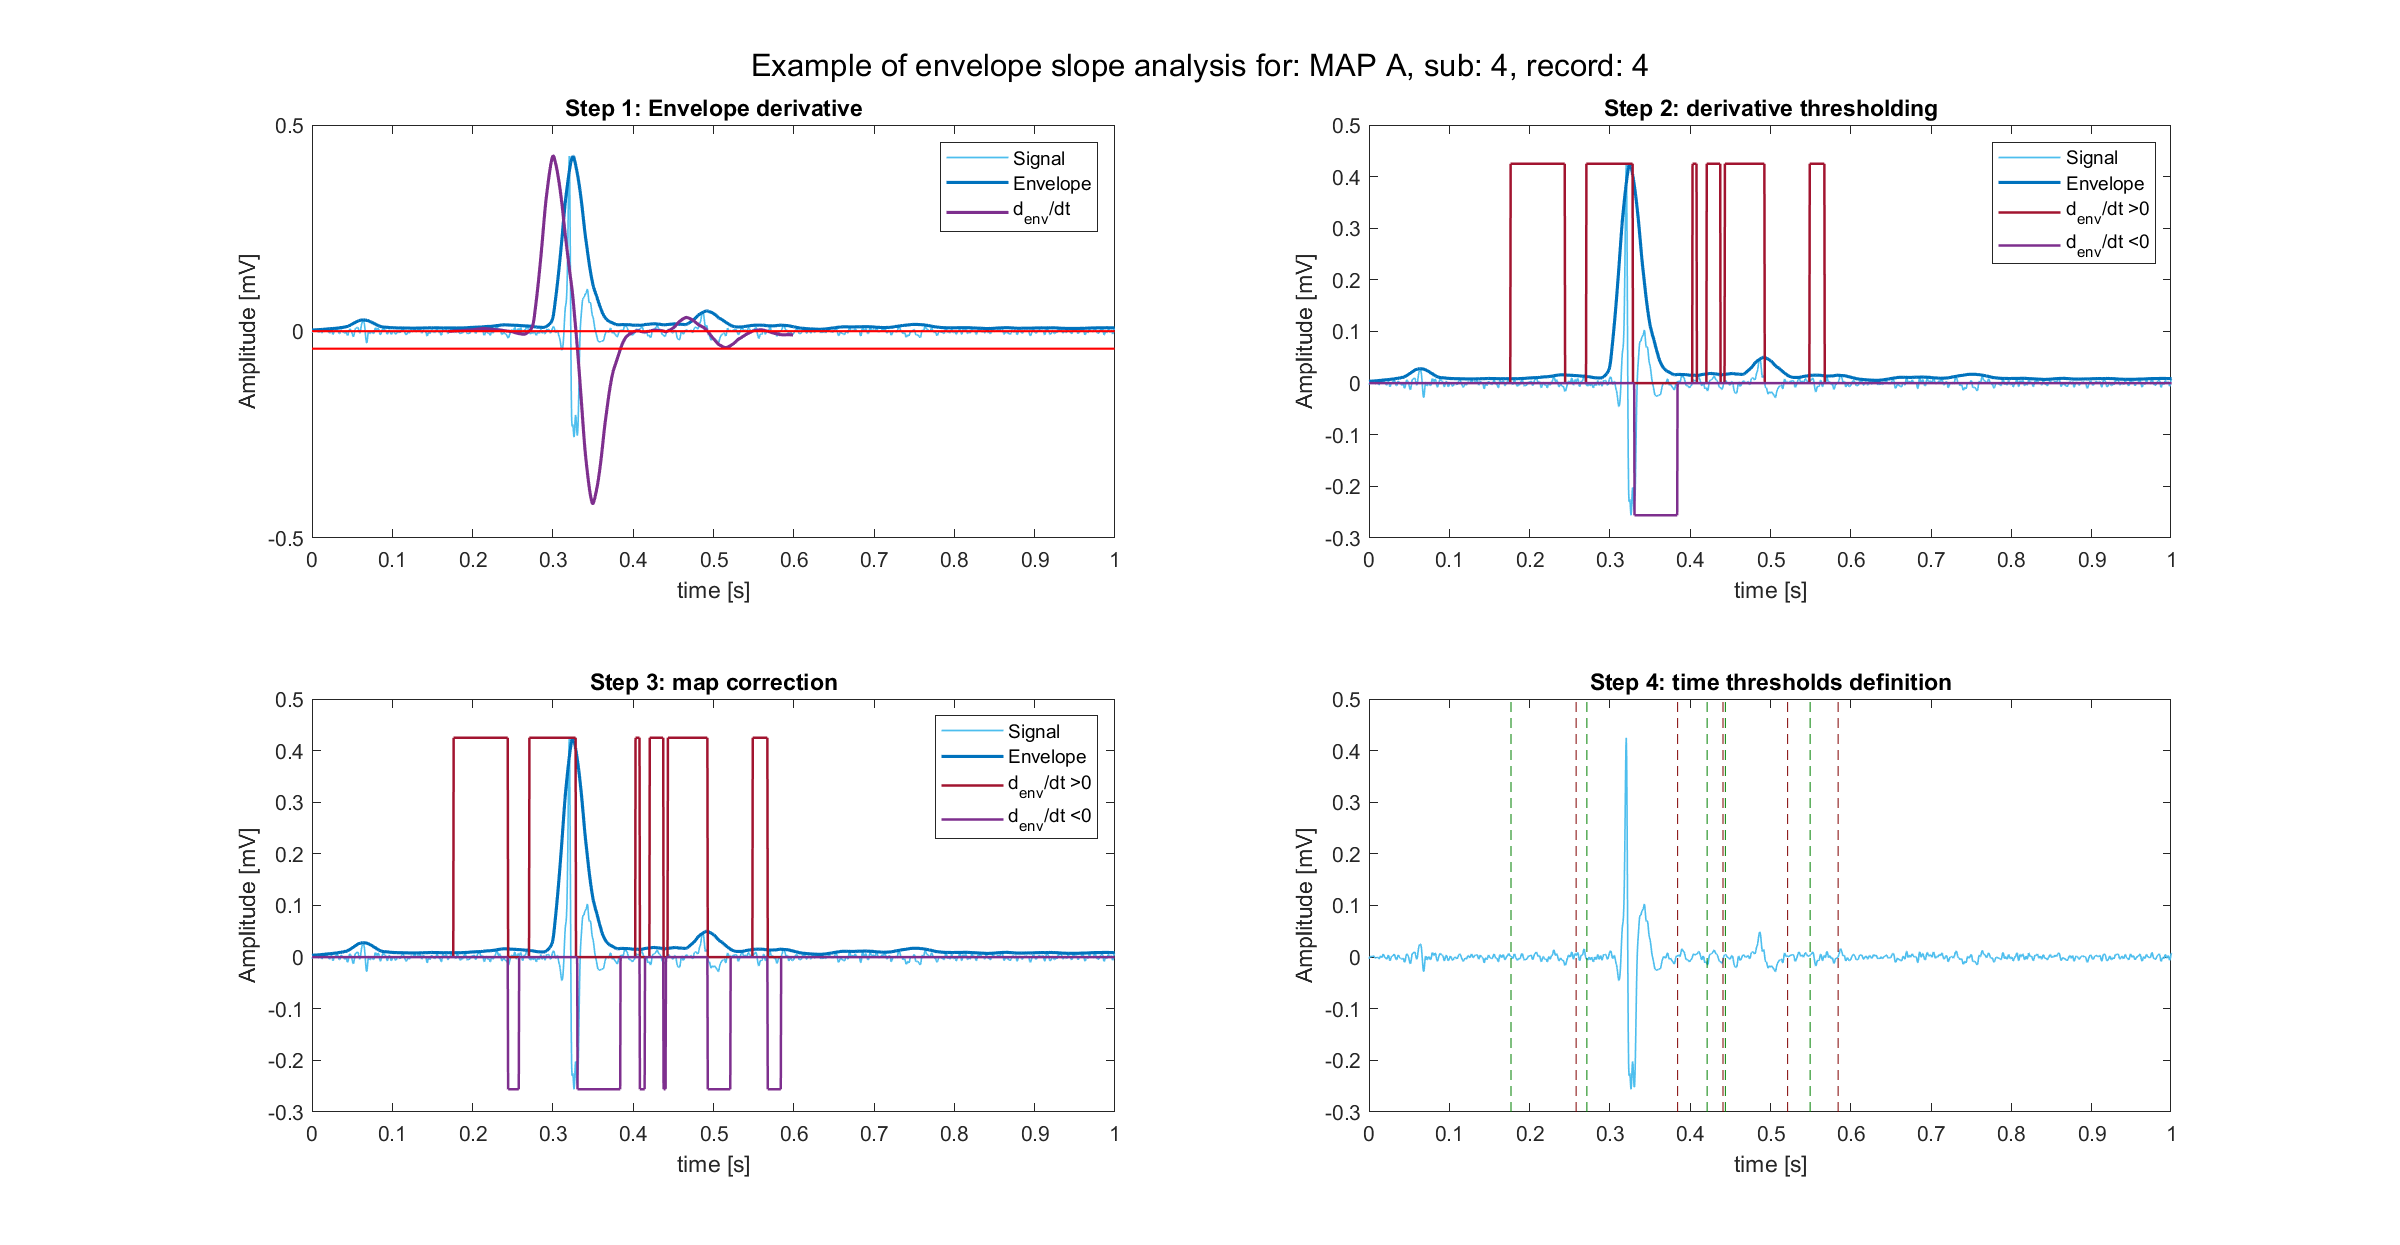 Example of envelope slope analysis for: MAP A, sub: 4, record: 4
Step 1: Envelope derivative
0.5
0
-0.5
Amplitude [mV]
0 0.1 0.2 0.3 0.4 0.5 0.6 0.7 0.8 0.9 1
time [s]
Signal
Envelope
d_env/dt
Step 2: derivative thresholding
0.5
0.4
0.3
0.2
0.1
0
-0.1
-0.2
-0.3
Amplitude [mV]
0 0.1 0.2 0.3 0.4 0.5 0.6 0.7 0.8 0.9 1
time [s]
Signal
Envelope
d_env/dt >0
d_env/dt <0
Step 3: map correction
0.5
0.4
0.3
0.2
0.1
0
-0.1
-0.2
-0.3
Amplitude [mV]
0 0.1 0.2 0.3 0.4 0.5 0.6 0.7 0.8 0.9 1
time [s]
Signal
Envelope
d_env/dt >0
d_env/dt <0
Step 4: time thresholds definition
0.5
0.4
0.3
0.2
0.1
0
-0.1
-0.2
-0.3
Amplitude [mV]
0 0.1 0.2 0.3 0.4 0.5 0.6 0.7 0.8 0.9 1
time [s]